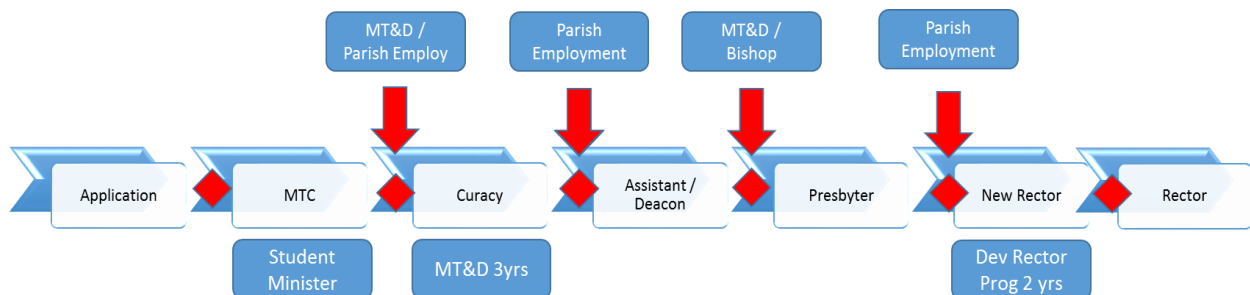 MT&D /
Parish Employ
Parish
Employment
MT&D /
Bishop
Parish
Employment
Application
MTC
Curacy
Assistant /
Deacon
Presbyter
New Rector
Rector
Student
Minister
MT&D 3yrs
Dev Rector
Prog 2 yrs